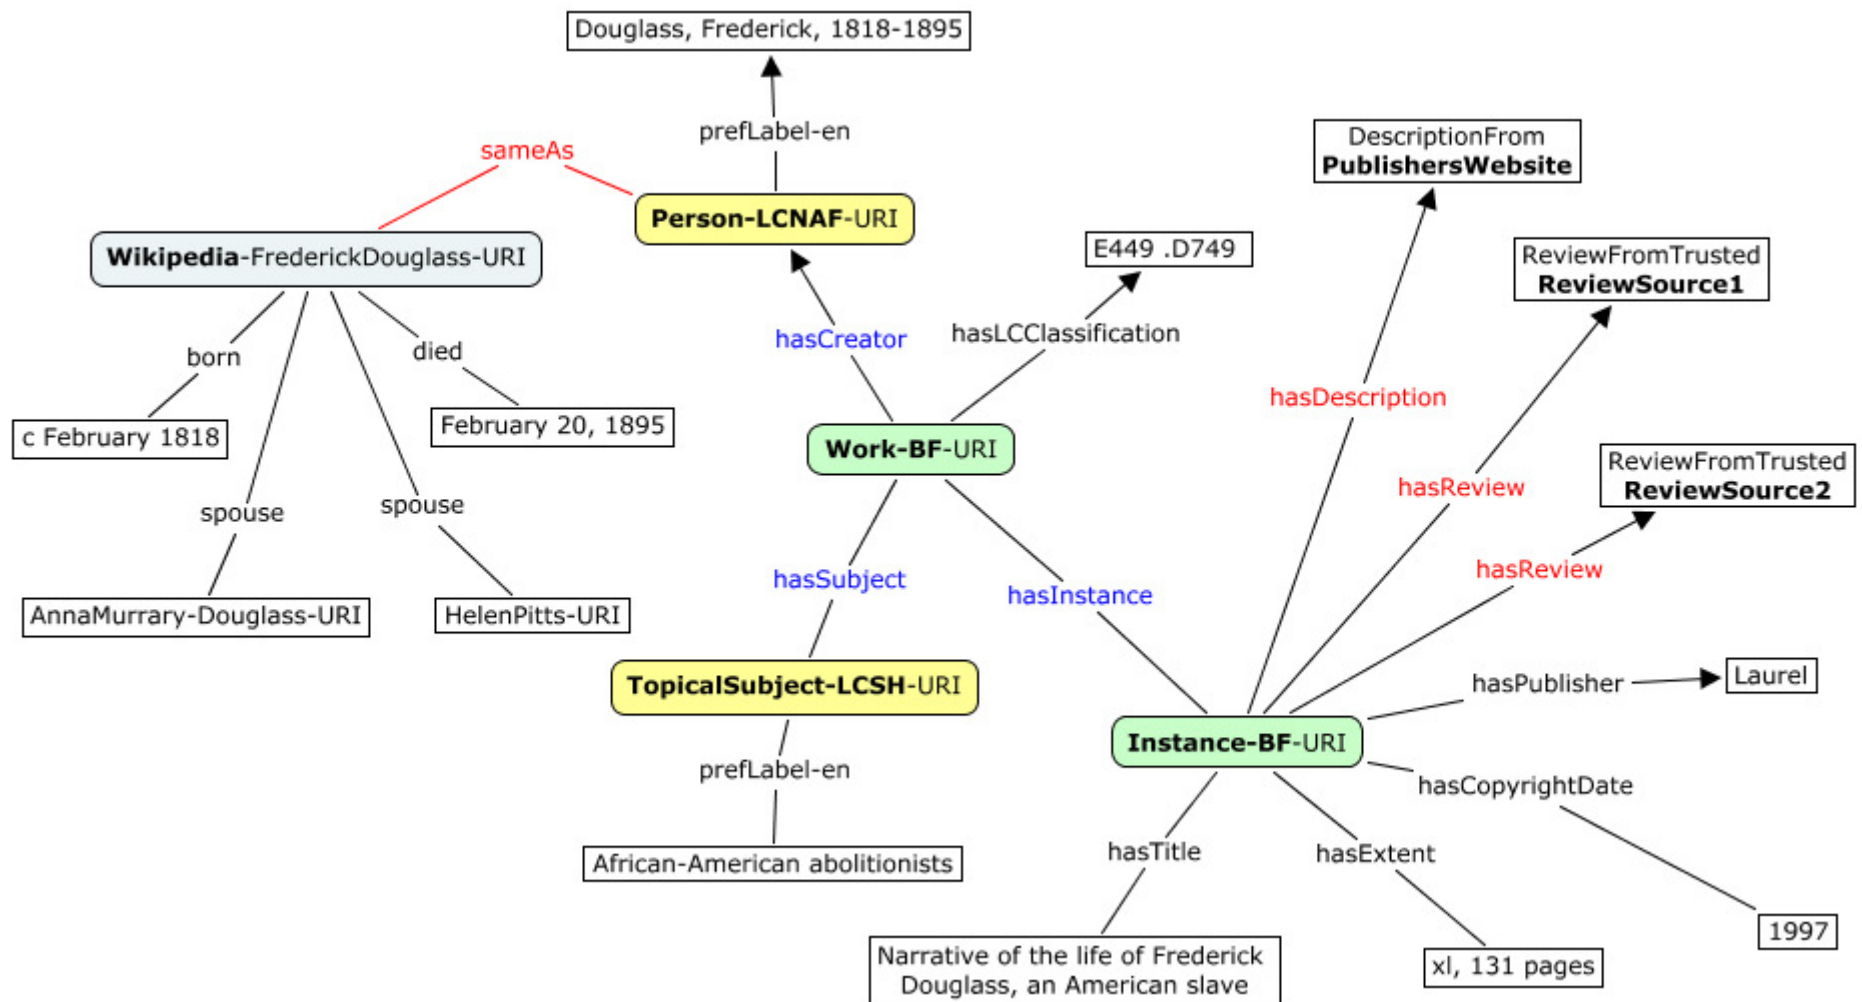 Douglass, Frederick, 1818-1895
prefLabel-en
sameAs
DescriptionFrom
PublishersWebsite
Person-LCNAF-URI
Wikipedia-FrederickDouglass-URI
E449 .D749
ReviewFromTrusted
ReviewSource1
hasCreator
hasLCClassification
born
died
hasDescription
c February 1818
February 20, 1895
Work-BF-URI
ReviewFromTrusted
ReviewSource2
hasReview
spouse
spouse
hasReview
hasSubject
hasInstance
AnnaMurrary-Douglass-URI
HelenPitts-URI
TopicalSubject-LCSH-URI
hasPublisher
Laurel
Instance-BF-URI
prefLabel-en
hasCopyrightDate
hasTitle
hasExtent
African-American abolitionists
1997
Narrative of the life of Frederick
Douglass, an American slave
xl, 131 pages